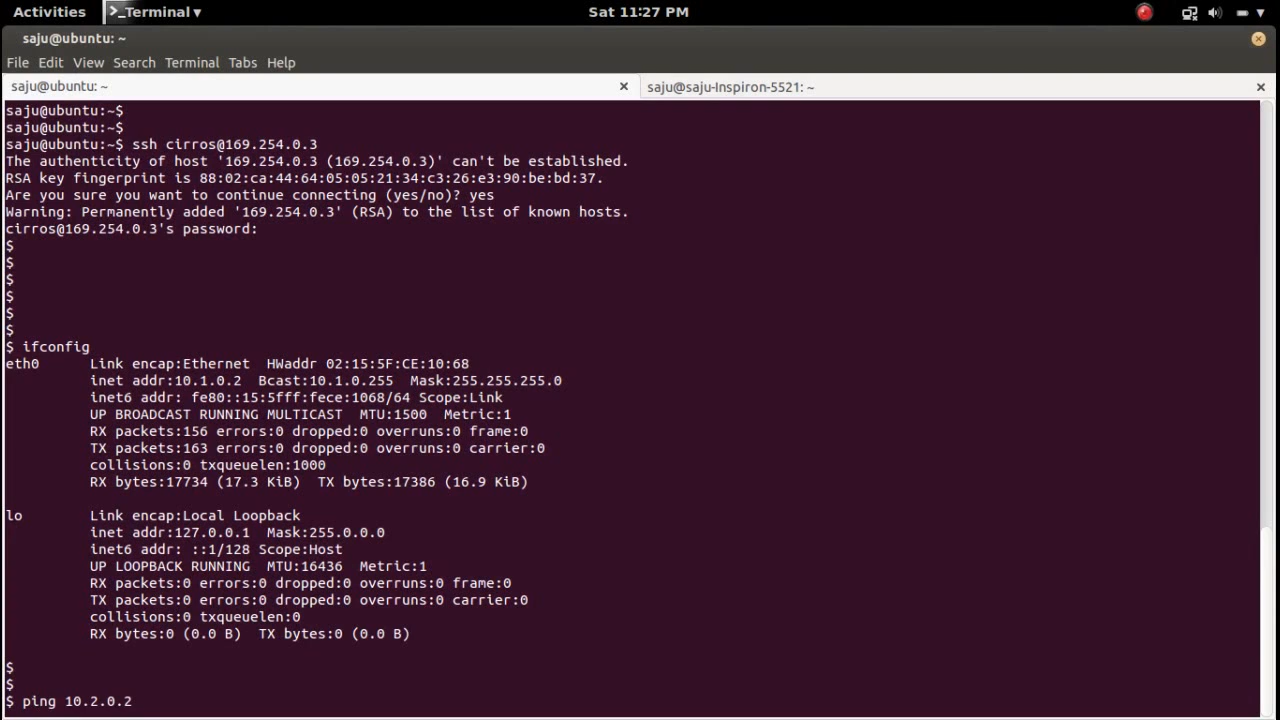 Activities
Terminal
Sat 11:27 PM
saju@ubuntu: ~
File Edit View Search Terminal Tabs Help
saju@ubuntu: ~
saju@saju-Inspiron-5521: ~
saju@ubuntu:~$
saju@ubuntu:~$
saju@ubuntu:~$ ssh cirros@169.254.0.3
The authenticity of host '169.254.0.3 (169.254.0.3)' can't be established.
RSA key fingerprint is 88:02:ca:44:64:05:05:21:34:c3:26:e3:90:be:bd:37.
Are you sure you want to continue connecting (yes/no)? yes
Warning: Permanently added '169.254.0.3' (RSA) to the list of known hosts.
cirros@169.254.0.3's password:
$
$
$
$
$
$
$ ifconfig
eth0 Link encap:Ethernet HWaddr 02:15:5F:CE:10:68
inet addr:10.1.0.2 Bcast:10.1.0.255 Mask:255.255.255.0
inet6 addr: fe80::15:5fff:fece:1068/64 Scope:Link
UP BROADCAST RUNNING MULTICAST MTU:1500 Metric:1
RX packets:156 errors:0 dropped:0 overruns:0 frame:0
TX packets:163 errors:0 dropped:0 overruns:0 carrier:0
collisions:0 txqueuelen:1000
RX bytes:17734 (17.3 KiB) TX bytes:17386 (16.9 KiB)
lo Link encap:Local Loopback
inet addr:127.0.0.1 Mask:255.0.0.0
inet6 addr: ::1/128 Scope:Host
UP LOOPBACK RUNNING MTU:16436 Metric:1
RX packets:0 errors:0 dropped:0 overruns:0 frame:0
TX packets:0 errors:0 dropped:0 overruns:0 carrier:0
collisions:0 txqueuelen:0
RX bytes:0 (0.0 B) TX bytes:0 (0.0 B)
$
$
$ ping 10.2.0.2